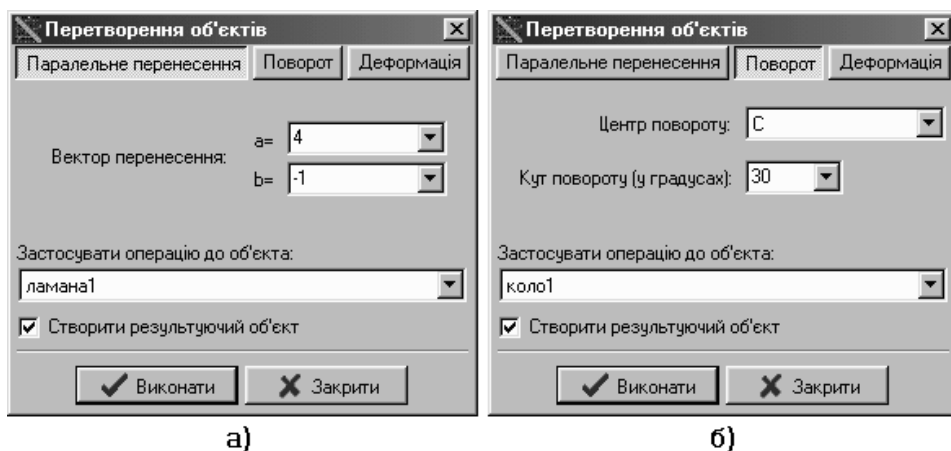 Перетворення об'єктів
Паралельне перенесення Поворот Деформація
Вектор перенесення:
a= 4
b= -1
Застосувати операцію до об'єкта:
ламана1
Створити результуючий об'єкт
Виконати Закрити
а)
Перетворення об'єктів
Паралельне перенесення Поворот Деформація
Центр повороту: C
Кут повороту (у градусах): 30
Застосувати операцію до об'єкта:
коло1
Створити результуючий об'єкт
Виконати Закрити
б)